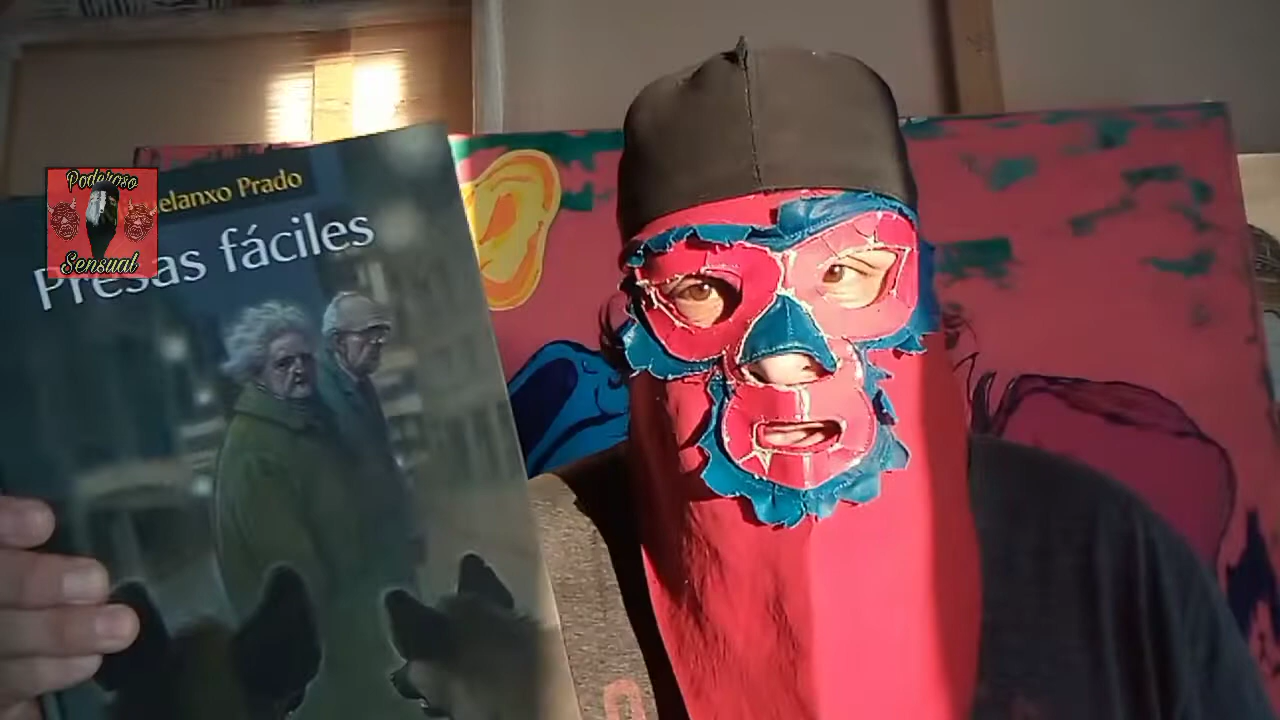 Poderoso
Sensual
elanxo Prado
Presas fáciles